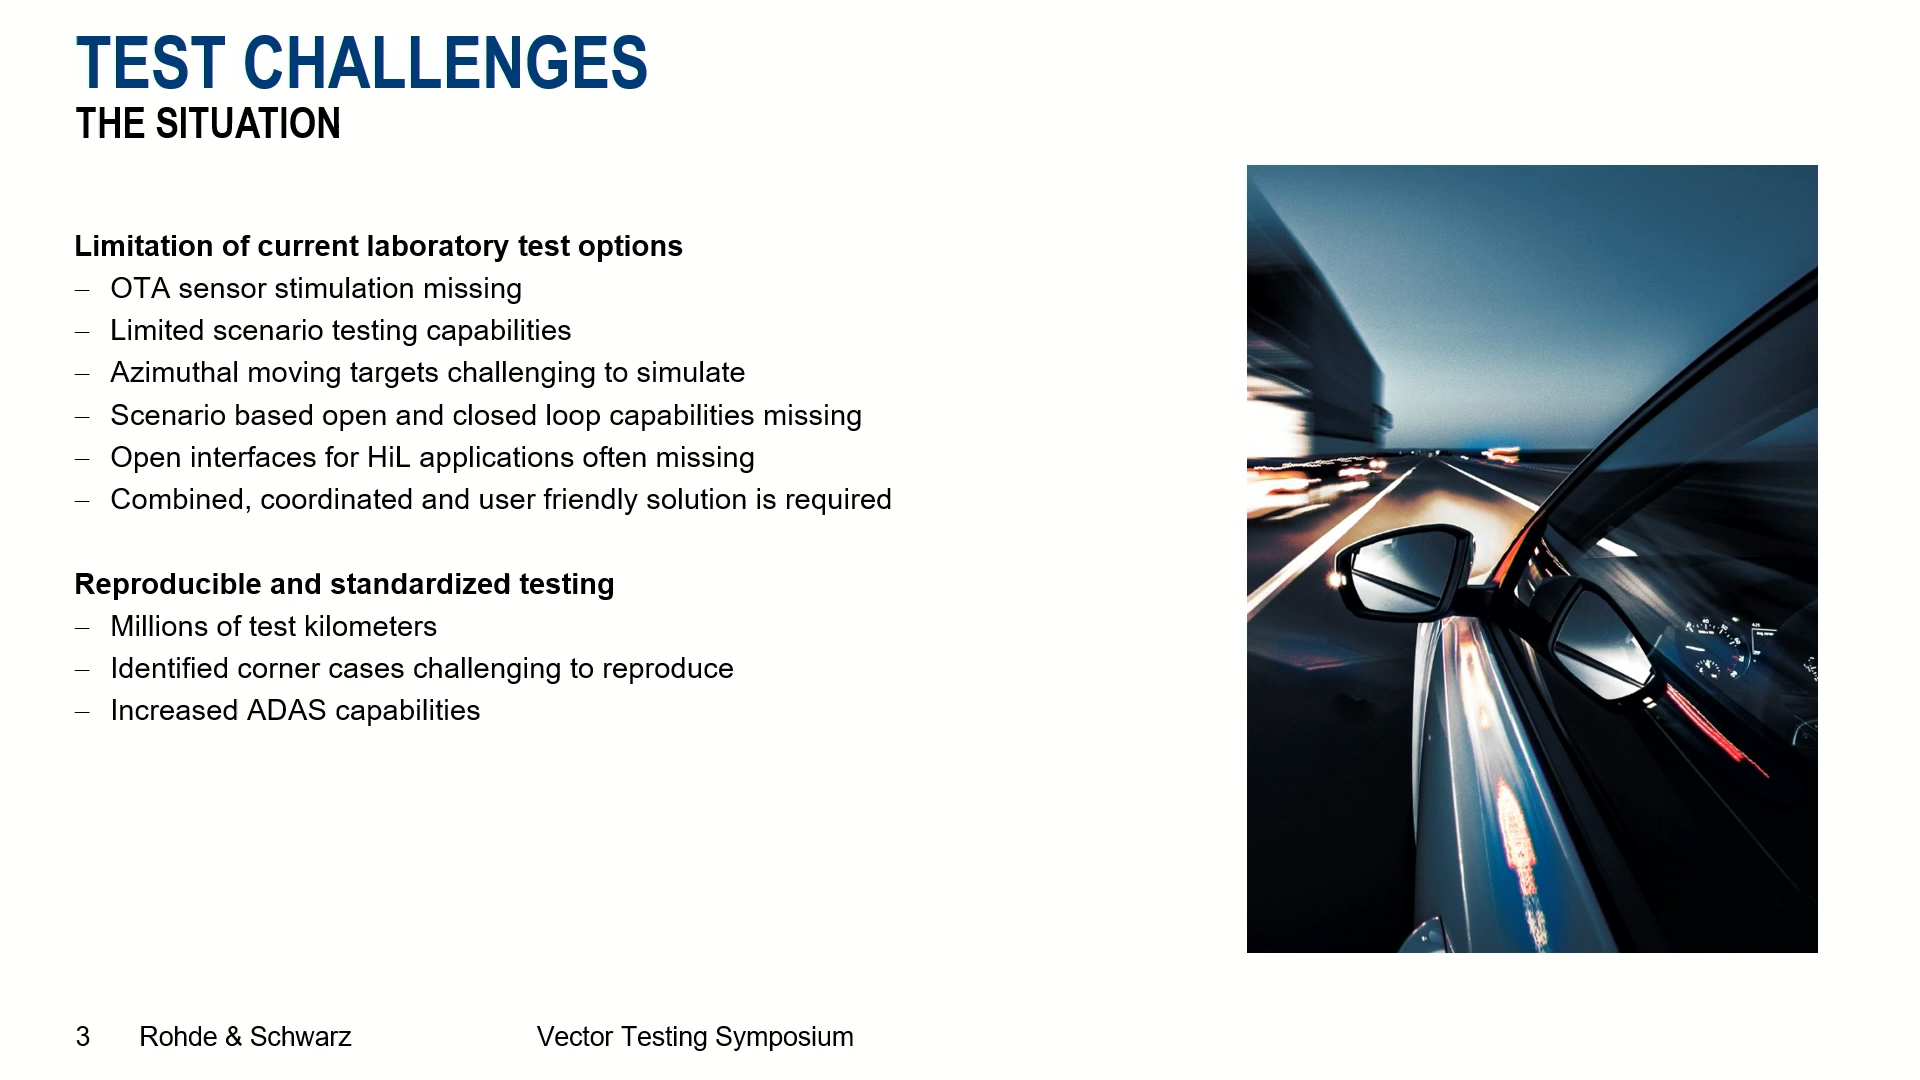 TEST CHALLENGES
THE SITUATION
Limitation of current laboratory test options
– OTA sensor stimulation missing
– Limited scenario testing capabilities
– Azimuthal moving targets challenging to simulate
– Scenario based open and closed loop capabilities missing
– Open interfaces for HiL applications often missing
– Combined, coordinated and user friendly solution is required
Reproducible and standardized testing
– Millions of test kilometers
– Identified corner cases challenging to reproduce
– Increased ADAS capabilities
3 Rohde & Schwarz Vector Testing Symposium